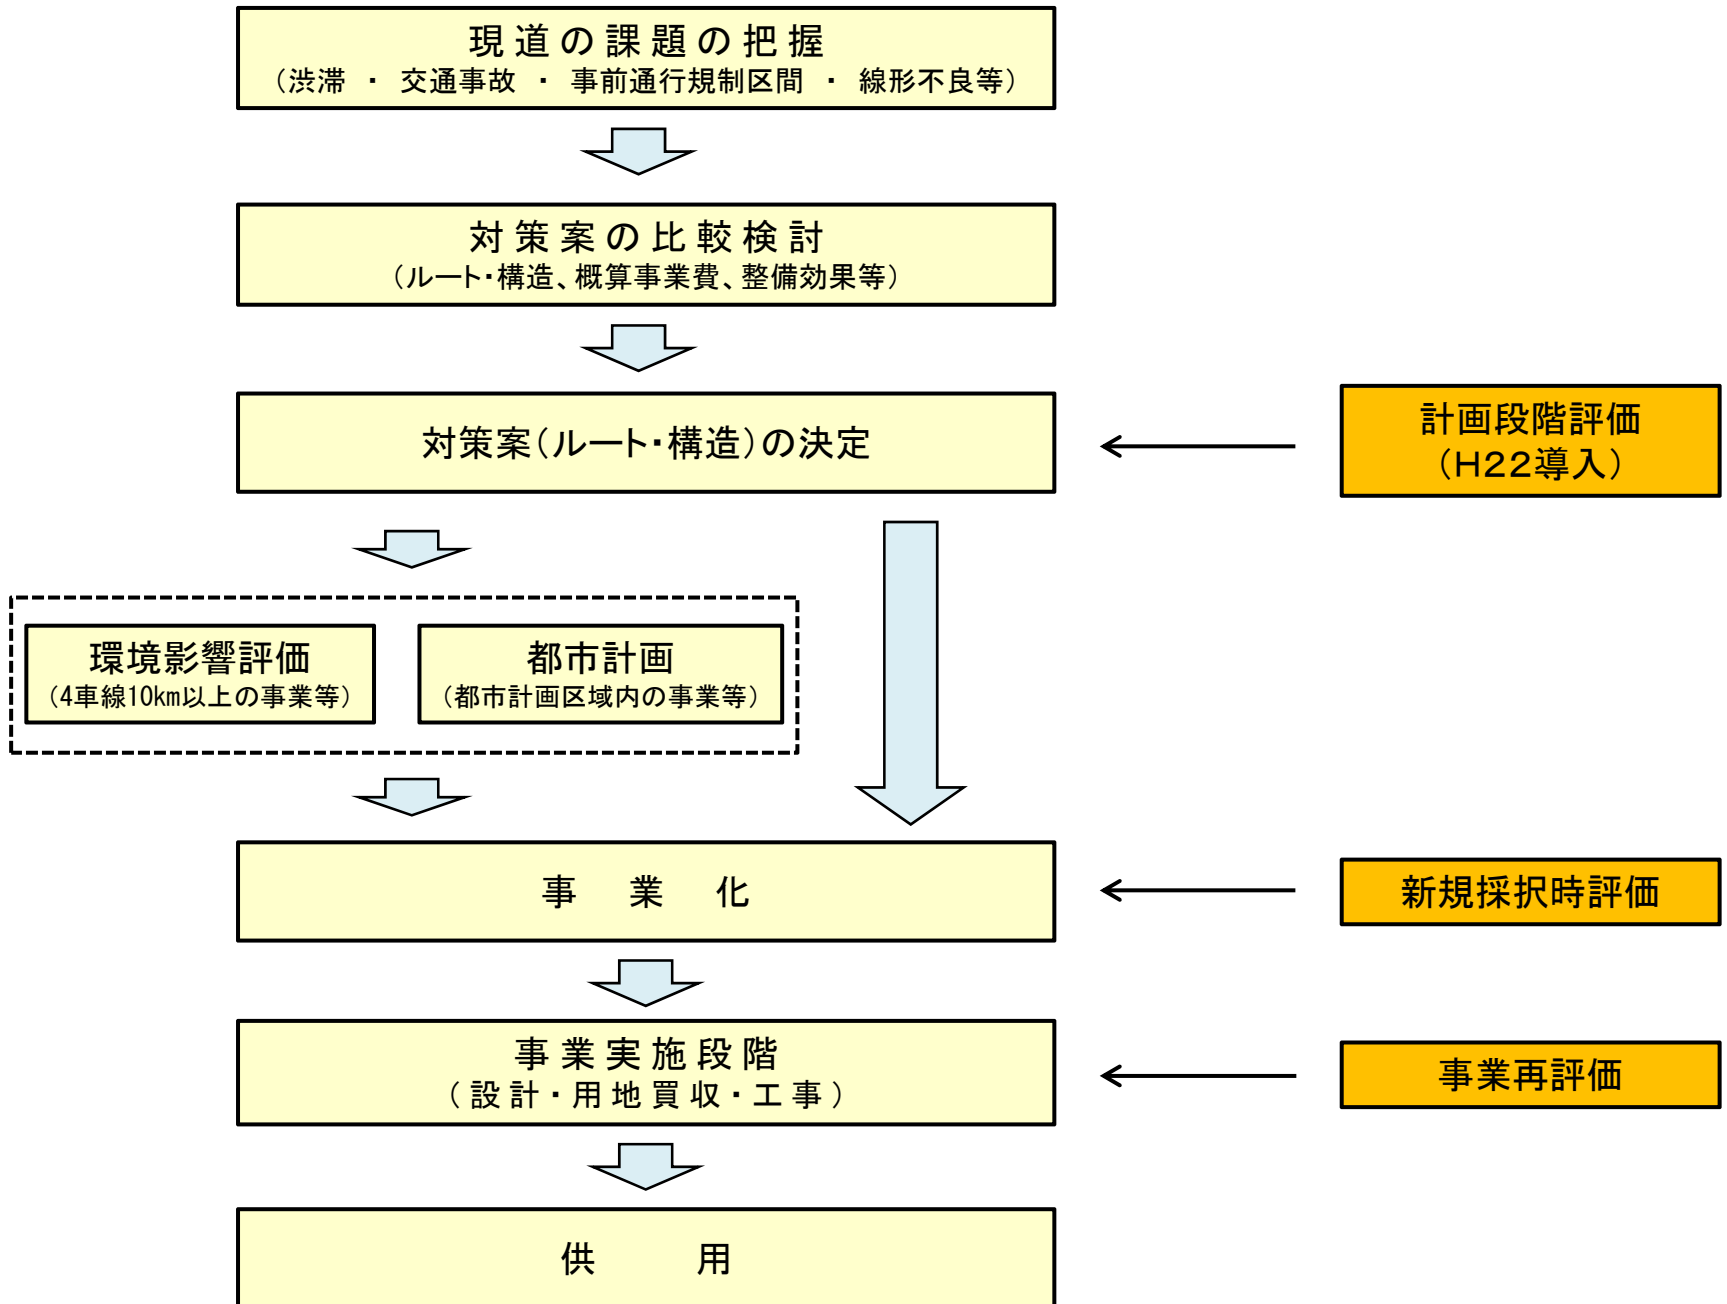 現道の課題の把握
（渋滞 ・ 交通事故 ・ 事前通行規制区間 ・ 線形不良等）
対策案の比較検討
（ルート・構造、概算事業費、整備効果等）
対策案（ルート・構造）の決定
計画段階評価
（H22導入）
環境影響評価
（4車線10km以上の事業等）
都市計画
（都市計画区域内の事業等）
事 業 化
新規採択時評価
事業実施段階
（設計・用地買収・工事）
事業再評価
供 用